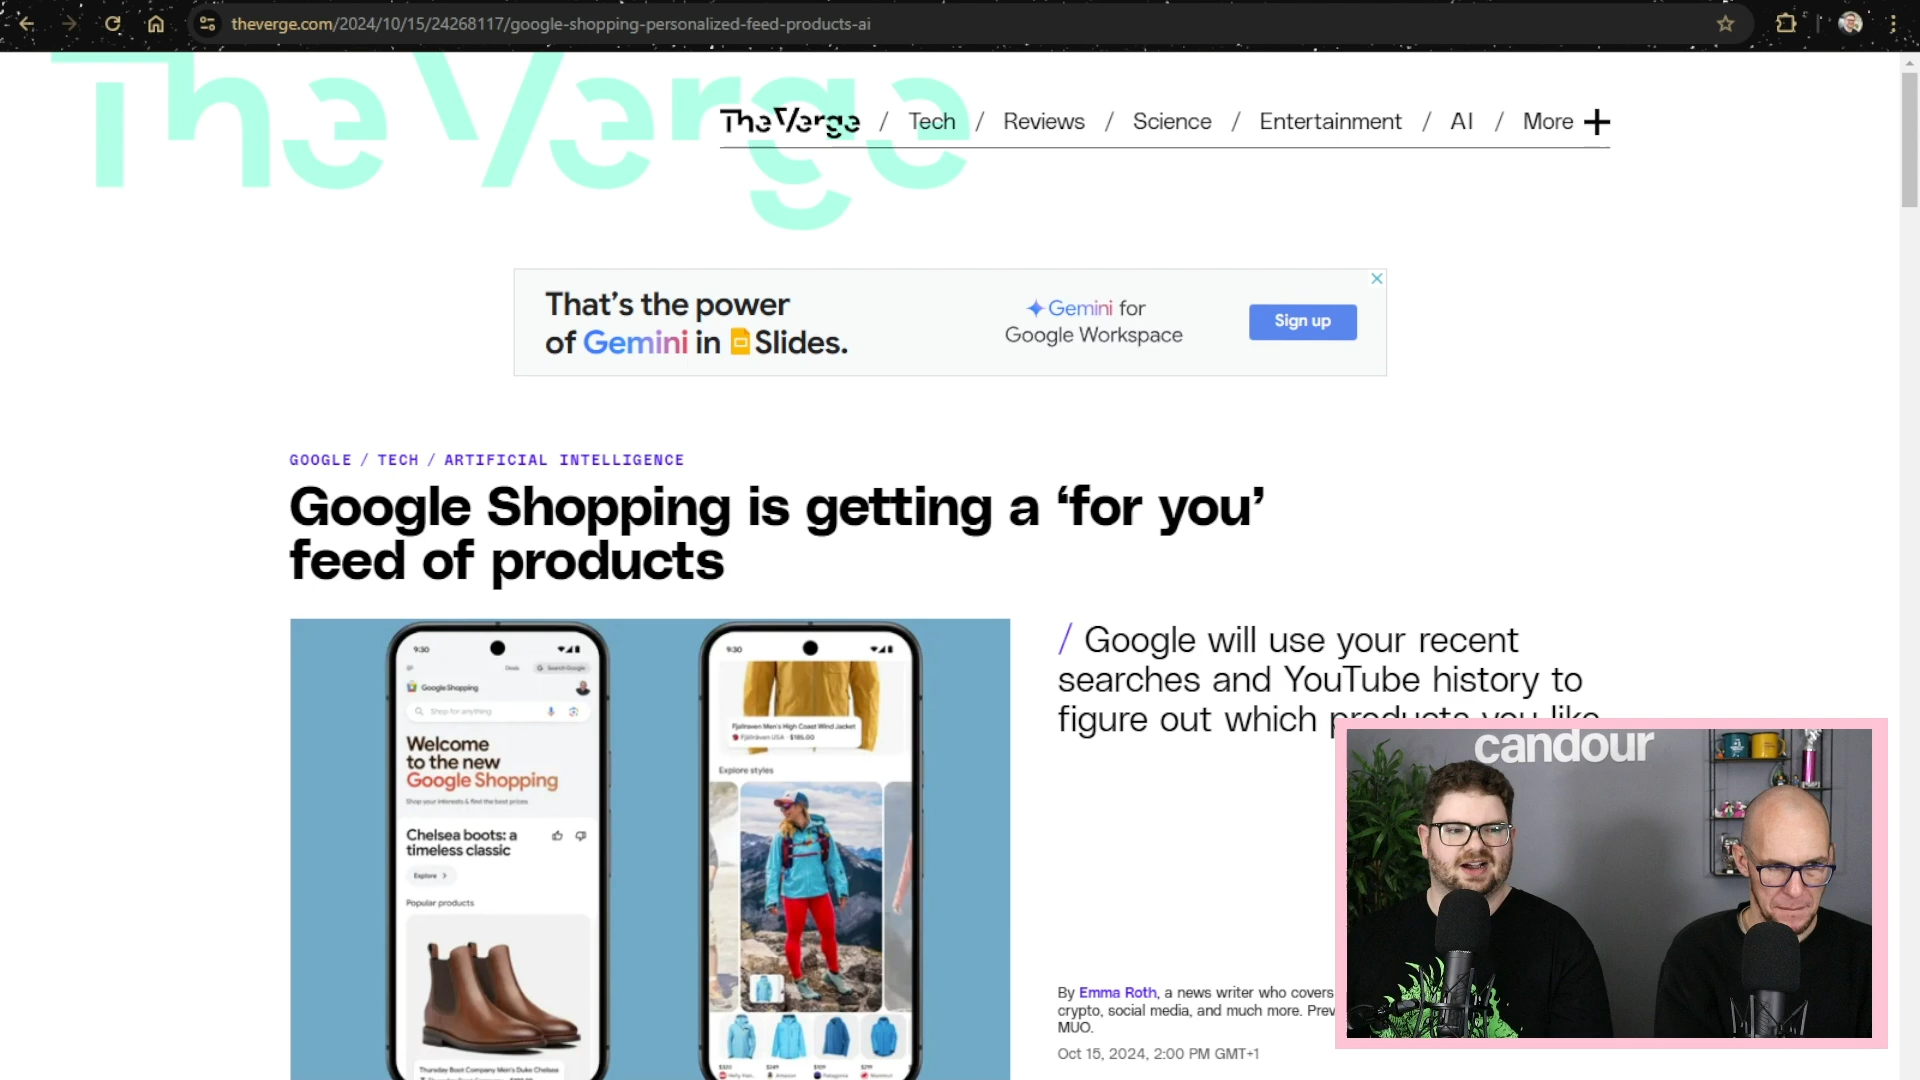 theverge.com/2024/10/15/24268117/google-shopping-personalized-feed-products-ai
The Verge
The Verge / Tech / Reviews / Science / Entertainment / AI / More
That's the power
of Gemini in Slides.
Gemini for
Google Workspace
Sign up
GOOGLE / TECH / ARTIFICIAL INTELLIGENCE
Google Shopping is getting a ‘for you’
feed of products
/ Google will use your recent
searches and YouTube history to
figure out which products you like
9:30
Deals
Search Google
Google Shopping
Shop for anything
Welcome
to the new
Google Shopping
Shop your interests & find the best prices
Chelsea boots: a
timeless classic
Explore
Popular products
Thursday Boot Company Men's Duke Chelsea
9:30
Fjallraven Men's High Coast Wind Jacket
Fjällräven USA · $185.00
Explore styles
Amazon
Patagonia
By Emma Roth, a news writer who covers
crypto, social media, and much more. Prev
MUO.
Oct 15, 2024, 2:00 PM GMT+1
candour